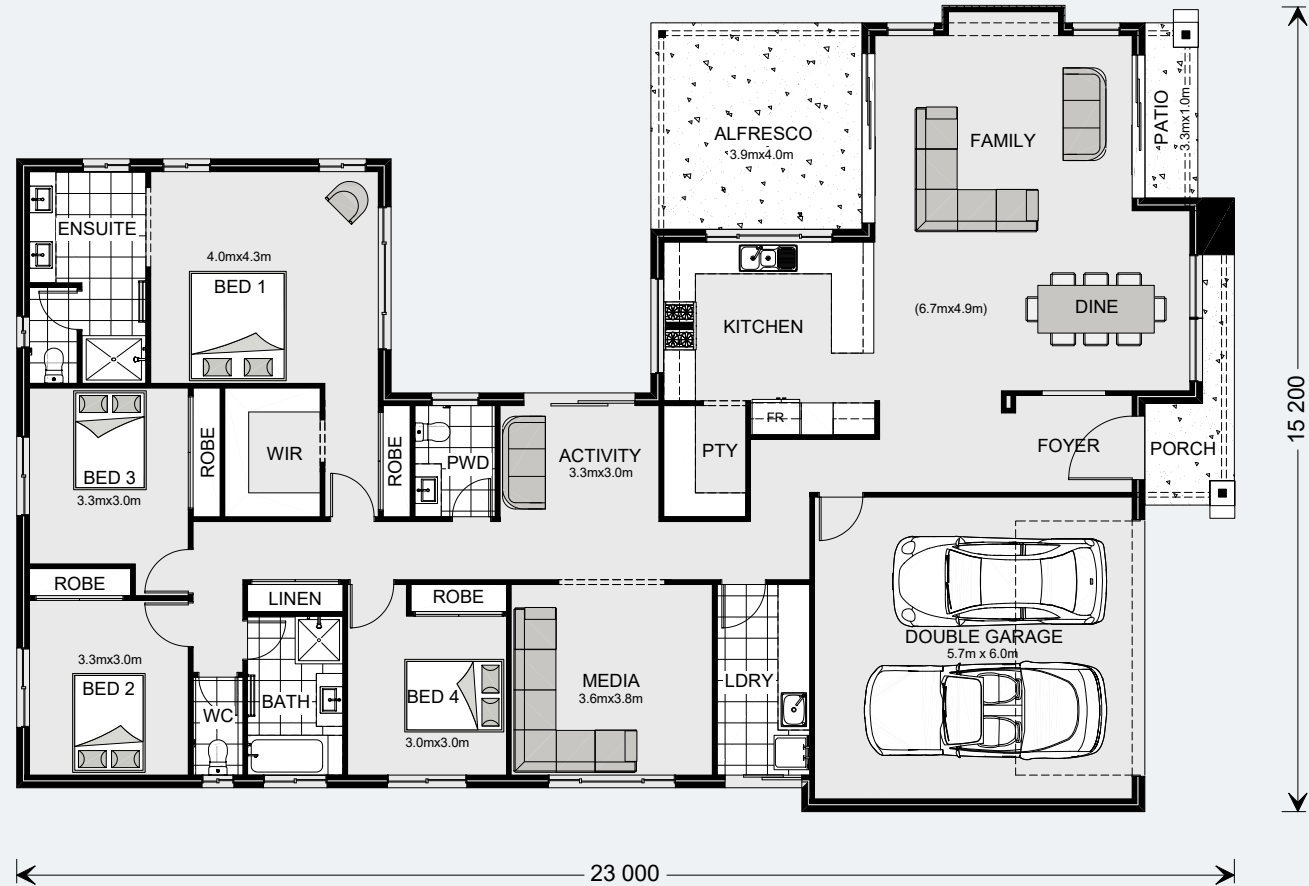 ALFRESCO
3.9mx4.0m
FAMILY
PATIO
3.3mx1.0m
ENSUITE
4.0mx4.3m
BED 1
KITCHEN
(6.7mx4.9m)
DINE
15 200
FR
FOYER
PORCH
BED 3
3.3mx3.0m
ROBE
WIR
ROBE
PWD
ACTIVITY
3.3mx3.0m
PTY
ROBE
LINEN
ROBE
DOUBLE GARAGE
5.7m x 6.0m
3.3mx3.0m
BED 2
WC
BATH
BED 4
3.0mx3.0m
MEDIA
3.6mx3.8m
LDRY
23 000